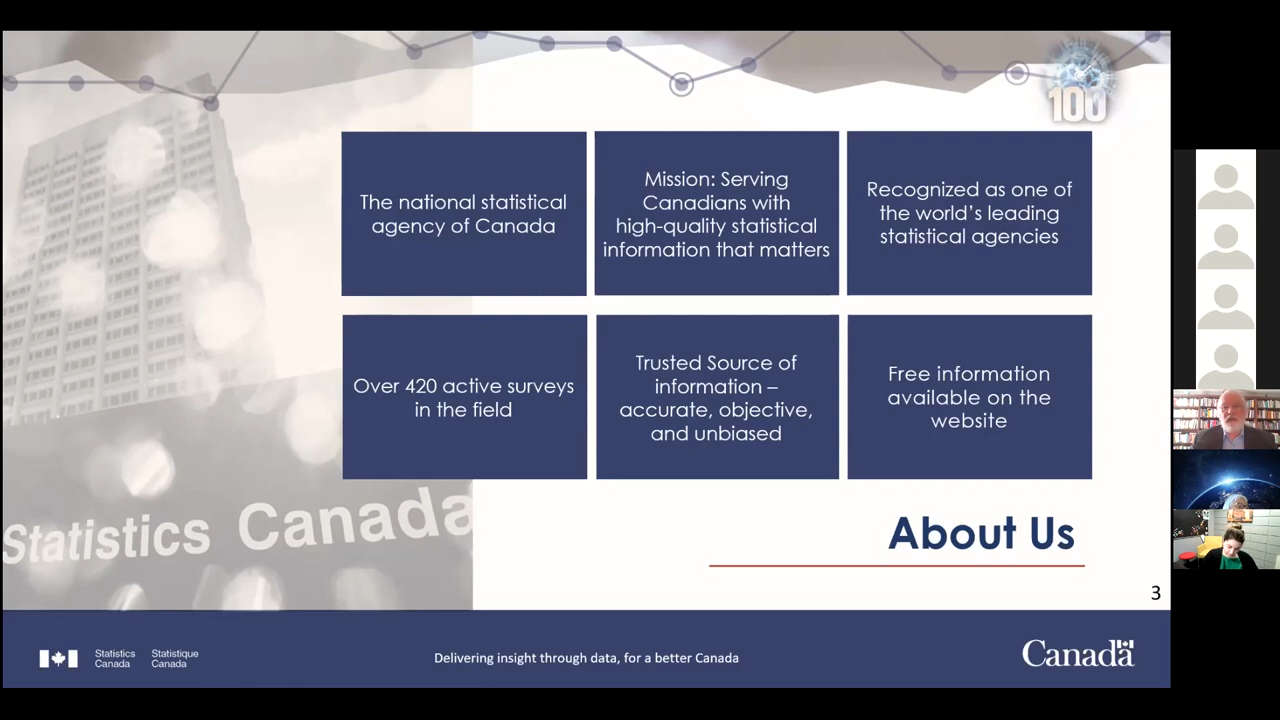 100
The national statistical
agency of Canada
Mission: Serving
Canadians with
high-quality statistical
information that matters
Recognized as one of
the world's leading
statistical agencies
Over 420 active surveys
in the field
Trusted Source of
information –
accurate, objective,
and unbiased
Free information
available on the
website
Statistics Canada
About Us
3
Statistics
Canada
Statistique
Canada
Delivering insight through data, for a better Canada
Canada